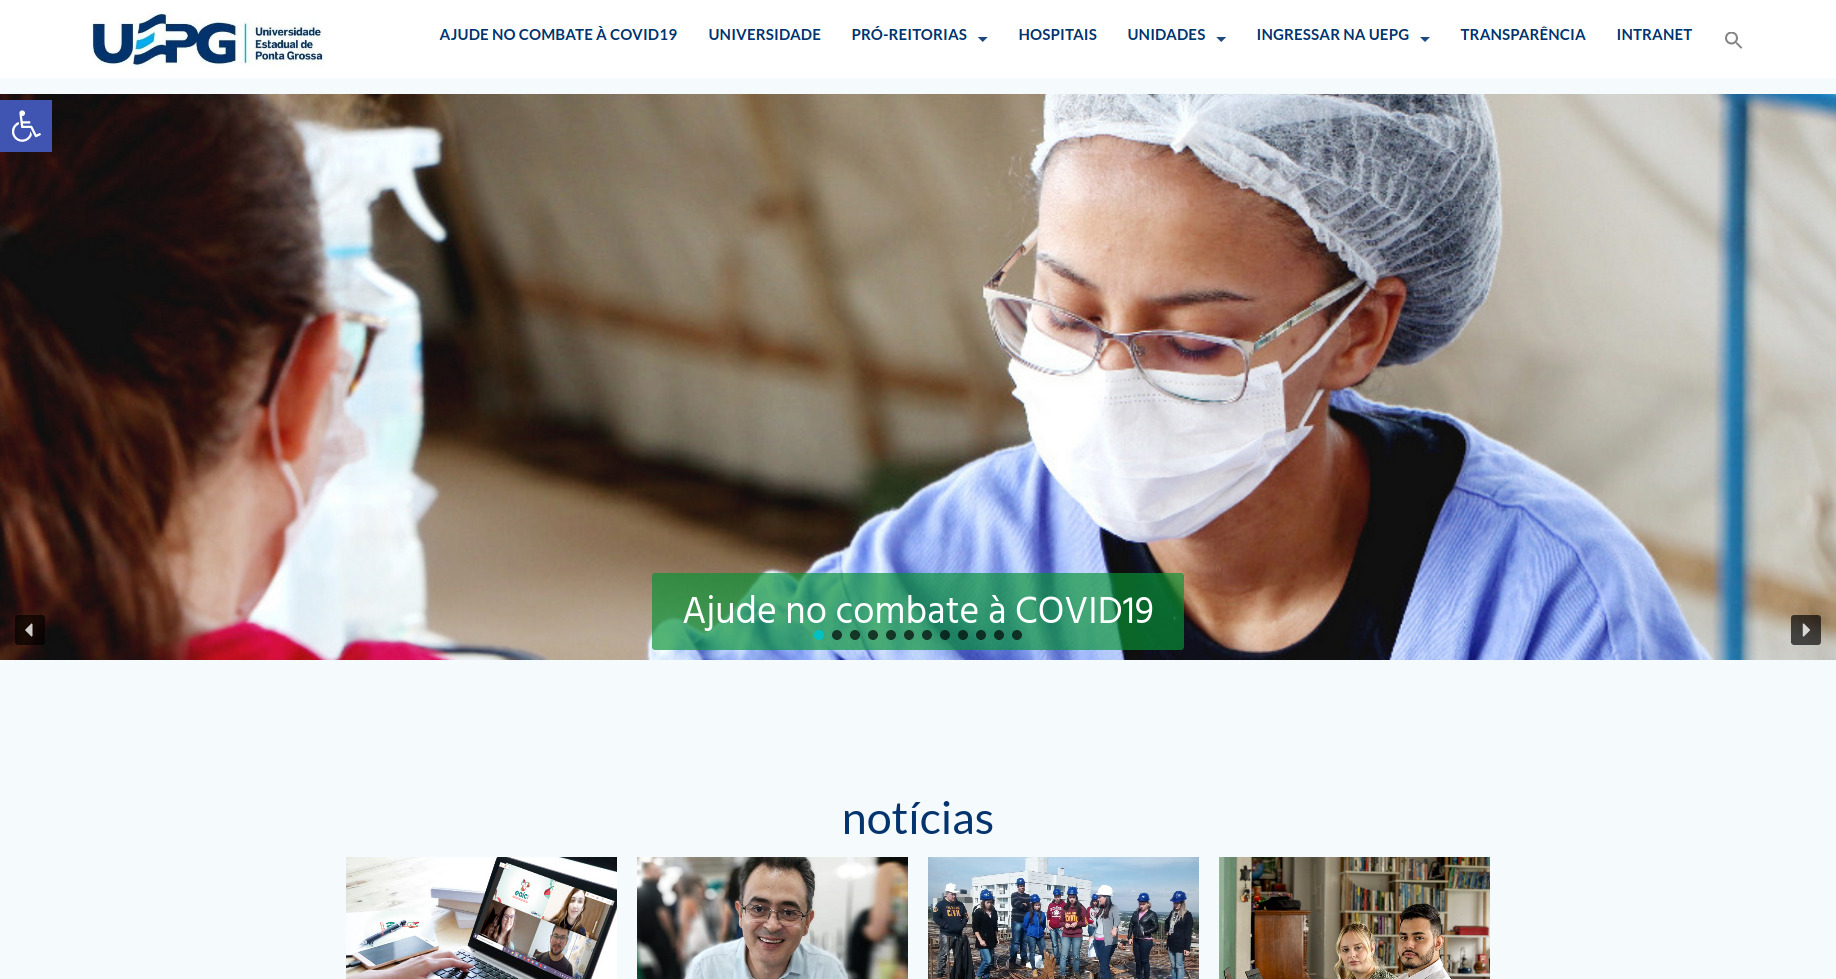 UEPG
Universidade
Estadual de
Ponta Grossa
AJUDE NO COMBATE À COVID19
UNIVERSIDADE
PRÓ-REITORIAS
HOSPITAIS
UNIDADES
INGRESSAR NA UEPG
TRANSPARÊNCIA
INTRANET
Ajude no combate à COVID19
notícias